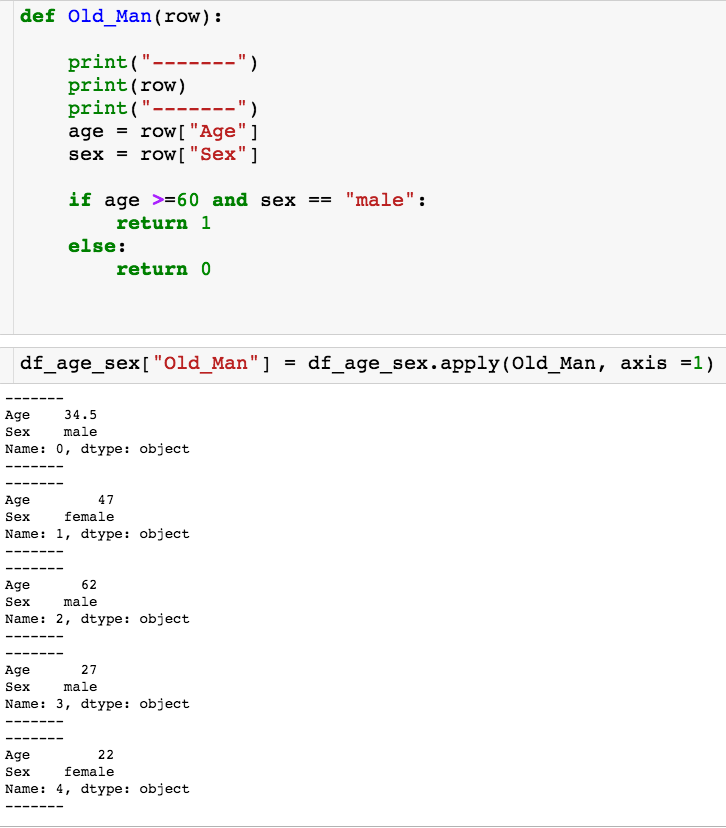 def Old_Man(row):
print("-------")
print(row)
print("-------")
age = row["Age"]
sex = row["Sex"]
if age >=60 and sex == "male":
return 1
else:
return 0
df_age_sex["Old_Man"] = df_age_sex.apply(Old_Man, axis =1)
-------
Age    34.5
Sex    male
Name: 0, dtype: object
-------
-------
Age        47
Sex    female
Name: 1, dtype: object
-------
-------
Age      62
Sex    male
Name: 2, dtype: object
-------
-------
Age      27
Sex    male
Name: 3, dtype: object
-------
-------
Age        22
Sex    female
Name: 4, dtype: object
-------